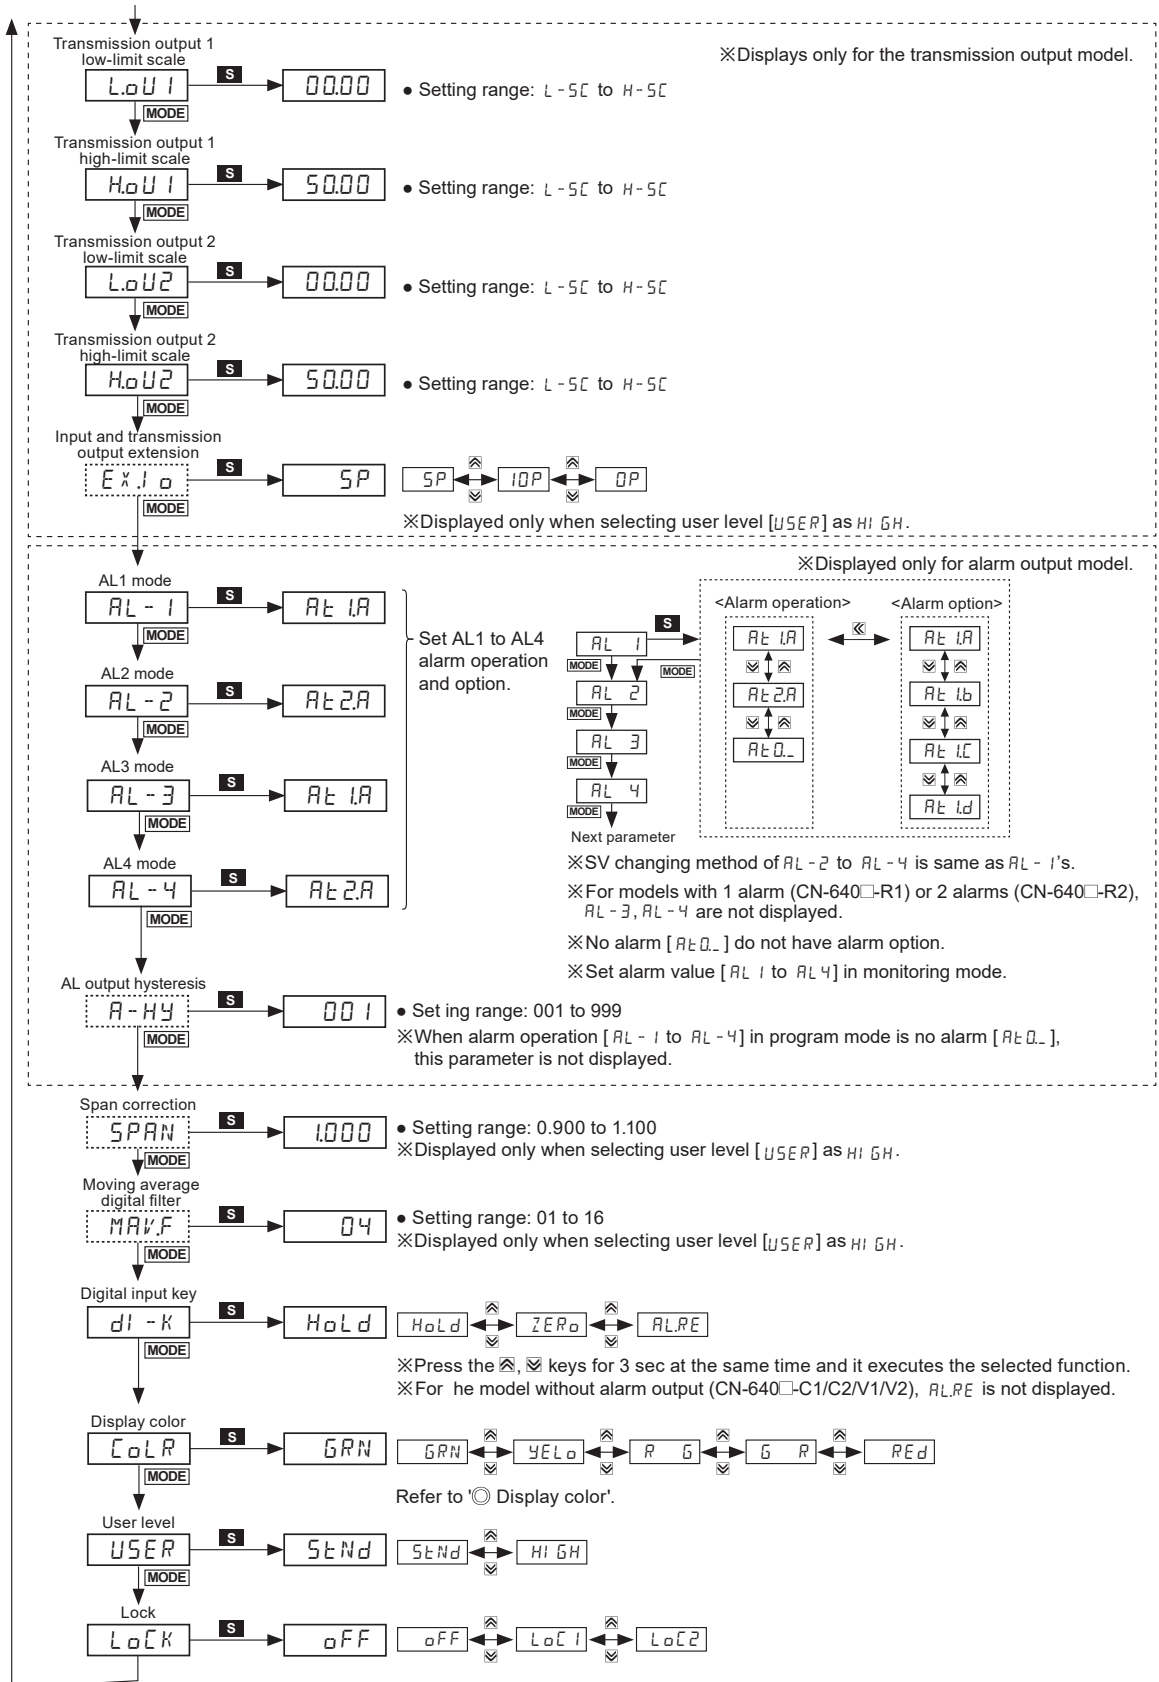 Transmission output 1
low-limit scale
※Displays only for the transmission output model.
L.oU1
S
00.00
● Setting range: L-SC to H-SC
MODE
Transmission output 1
high-limit scale
H.oU1
S
50.00
● Setting range: L-SC to H-SC
MODE
Transmission output 2
low-limit scale
L.oU2
S
00.00
● Setting range: L-SC to H-SC
MODE
Transmission output 2
high-limit scale
H.oU2
S
50.00
● Setting range: L-SC to H-SC
MODE
Input and transmission
output extension
EX.Io
S
5P
5P
10P
0P
MODE
※Displayed only when selecting user level [USER] as HIGH.
※Displayed only for alarm output model.
AL1 mode
AL-1
S
At1.A
MODE
AL2 mode
AL-2
S
At2.A
MODE
AL3 mode
AL-3
S
At1.A
MODE
AL4 mode
AL-4
S
At2.A
MODE
Set AL1 to AL4
alarm operation
and option.
AL 1
S
MODE
MODE
AL 2
MODE
AL 3
MODE
AL 4
MODE
Next parameter
<Alarm operation>
At1.A
At2.A
At0._
<Alarm option>
At1.A
At1.b
At1.C
At1.d
※SV changing method of AL-2 to AL-4 is same as AL-1's.
※For models with 1 alarm (CN-640□-R1) or 2 alarms (CN-640□-R2),
AL-3, AL-4 are not displayed.
※No alarm [At0._] do not have alarm option.
※Set alarm value [AL1 to AL4] in monitoring mode.
AL output hysteresis
A-HY
S
001
● Set ing range: 001 to 999
MODE
※When alarm operation [AL-1 to AL-4] in program mode is no alarm [At0._],
this parameter is not displayed.
Span correction
SPAN
S
1.000
● Setting range: 0.900 to 1.100
※Displayed only when selecting user level [USER] as HIGH.
MODE
Moving average
digital filter
MAV.F
S
04
● Setting range: 01 to 16
※Displayed only when selecting user level [USER] as HIGH.
MODE
Digital input key
dI-K
S
HoLd
HoLd
ZERo
AL.RE
MODE
※Press the ︽, ︾ keys for 3 sec at the same time and it executes the selected function.
※For he model without alarm output (CN-640□-C1/C2/V1/V2), AL.RE is not displayed.
Display color
CoLR
S
GRN
GRN
YELo
R G
G R
REd
MODE
Refer to '◎ Display color'.
User level
USER
S
StNd
StNd
HIGH
MODE
Lock
LoCK
S
oFF
oFF
LoC1
LoC2